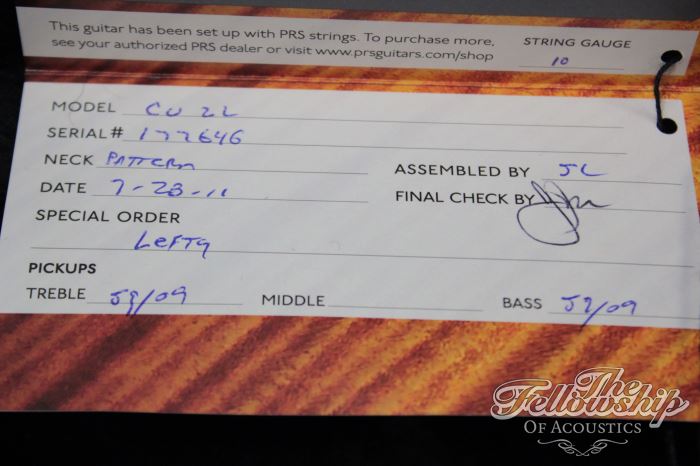 This guitar has been set up with PRS strings. To purchase more,
see your authorized PRS dealer or visit www.prsguitars.com/shop
STRING GAUGE
10
MODEL CU 22
SERIAL# 177646
NECK PATTERN
ASSEMBLED BY JL
DATE 7-28-11
FINAL CHECK BY
SPECIAL ORDER
LEFTY
PICKUPS
TREBLE 59/09 MIDDLE BASS 59/09
The
Fellowship
OF ACOUSTICS